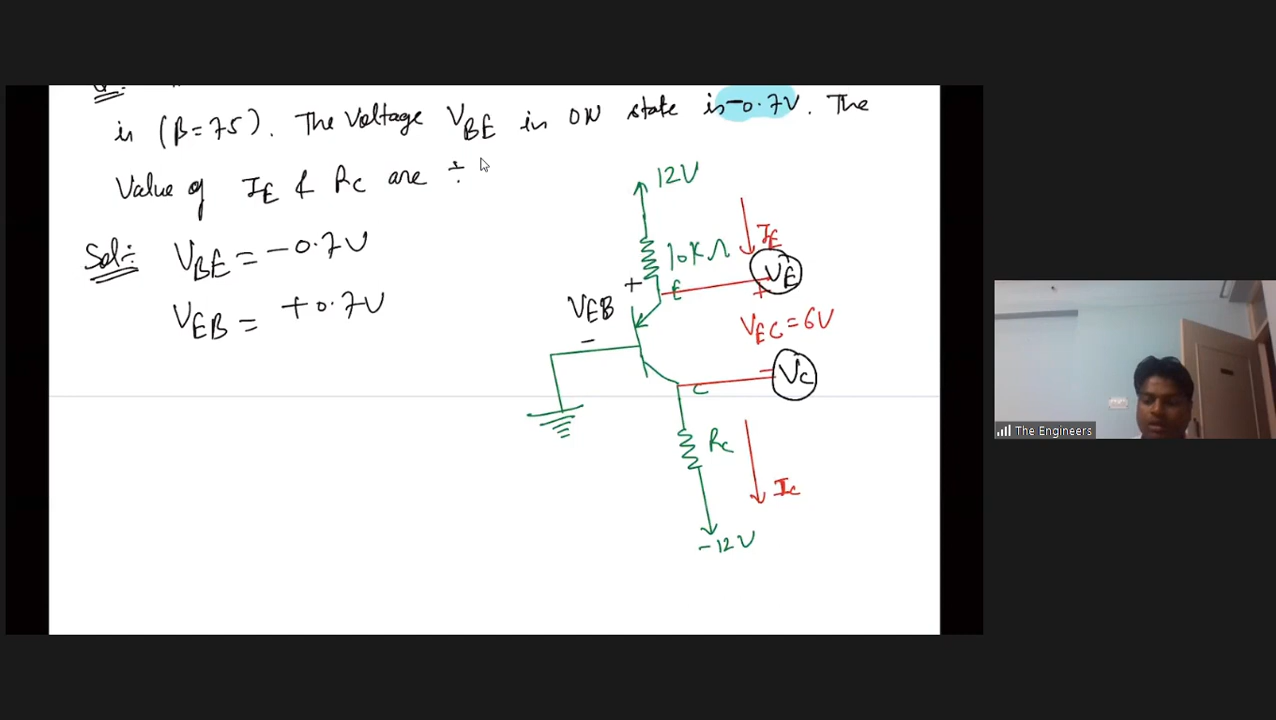 is (β=75). The Voltage VBE in ON state is -0.7V. The
Value of IE & RC are ÷
Sol÷ VBE = -0.7V
VEB = +0.7V
12V
10KΩ
IE
VE
+
E
+
VEB
-
VEC = 6V
-
VC
C
RC
IC
-12V
The Engineers